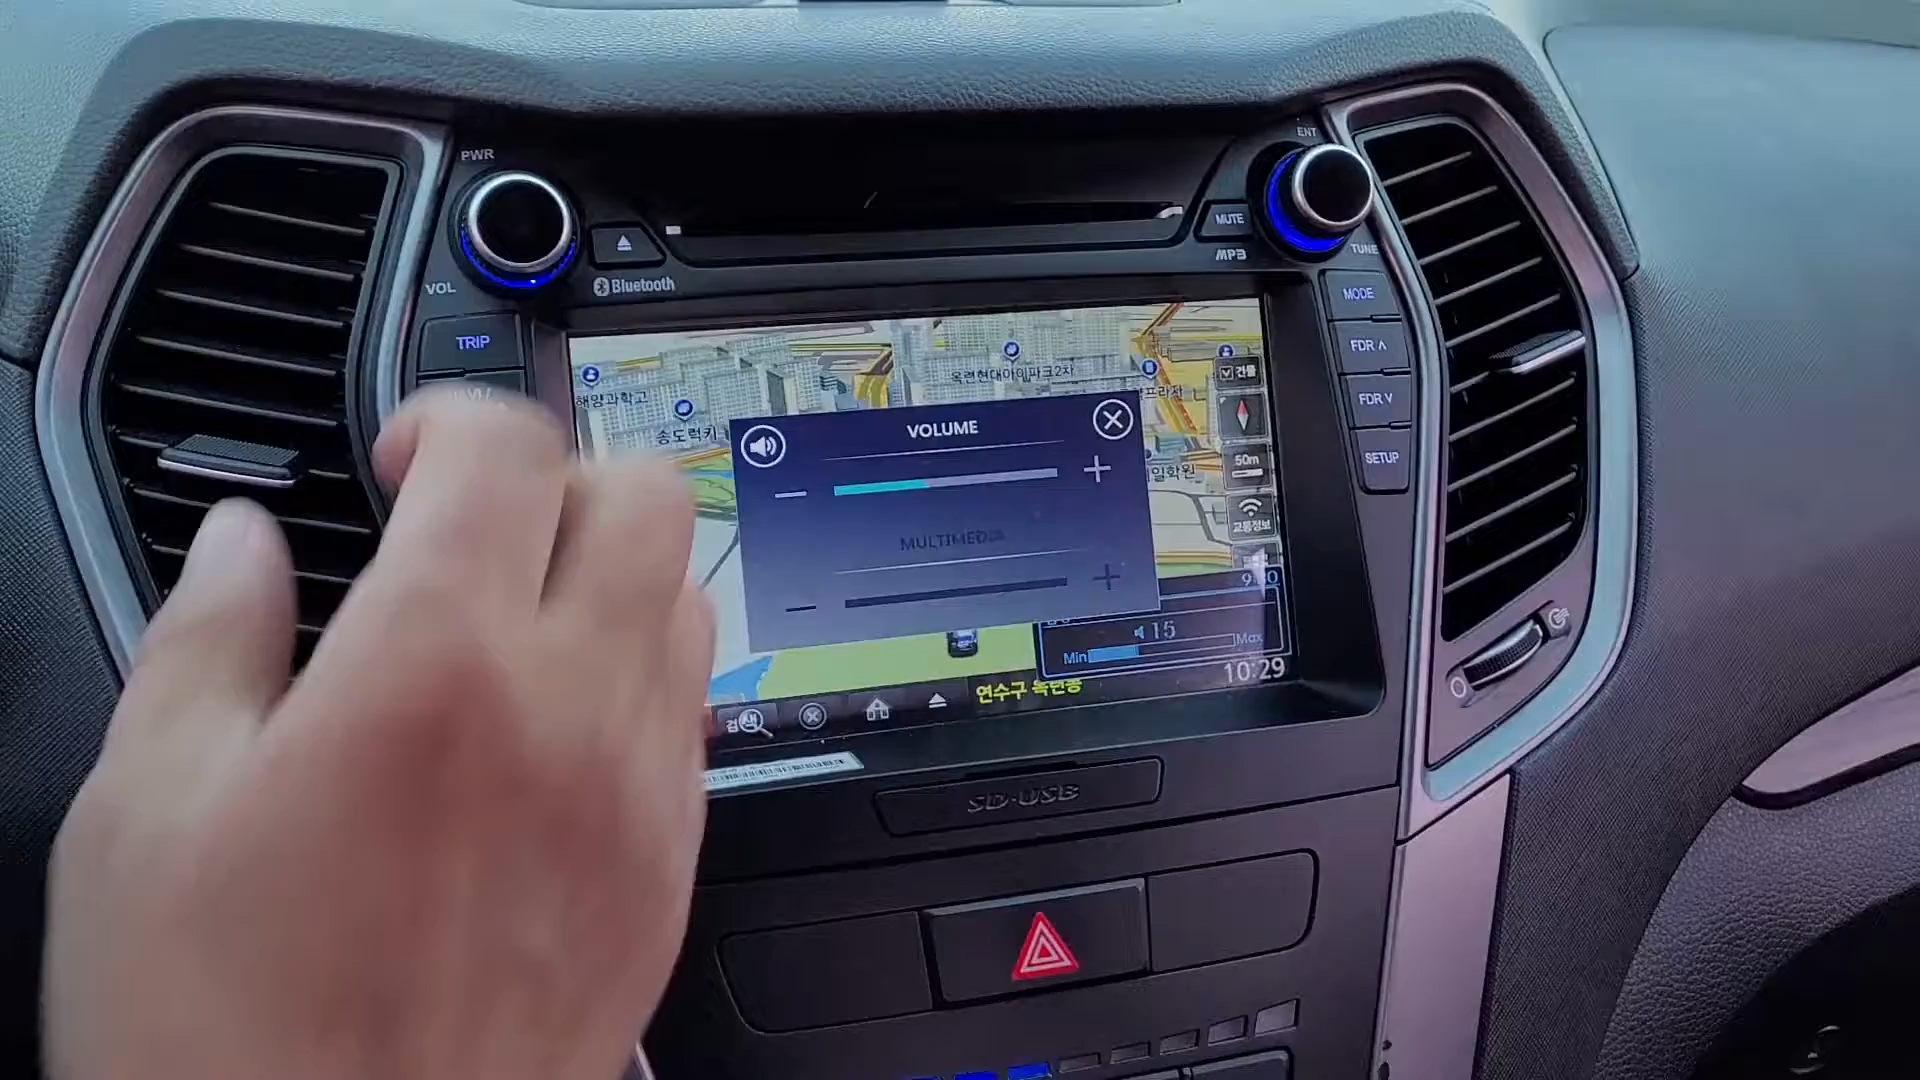 PWR
ENT
MUTE
VOL
Bluetooth
MP3
TUNE
TRIP
MODE
FDR ∧
FDR ∨
SETUP
옥련현대아이파크2차
건물
해양과학고
송도럭키
VOLUME
50m
교통정보
MULTIMEDIA
15
Min
Max
10:29
연수구 옥련동
검색
SD·USB